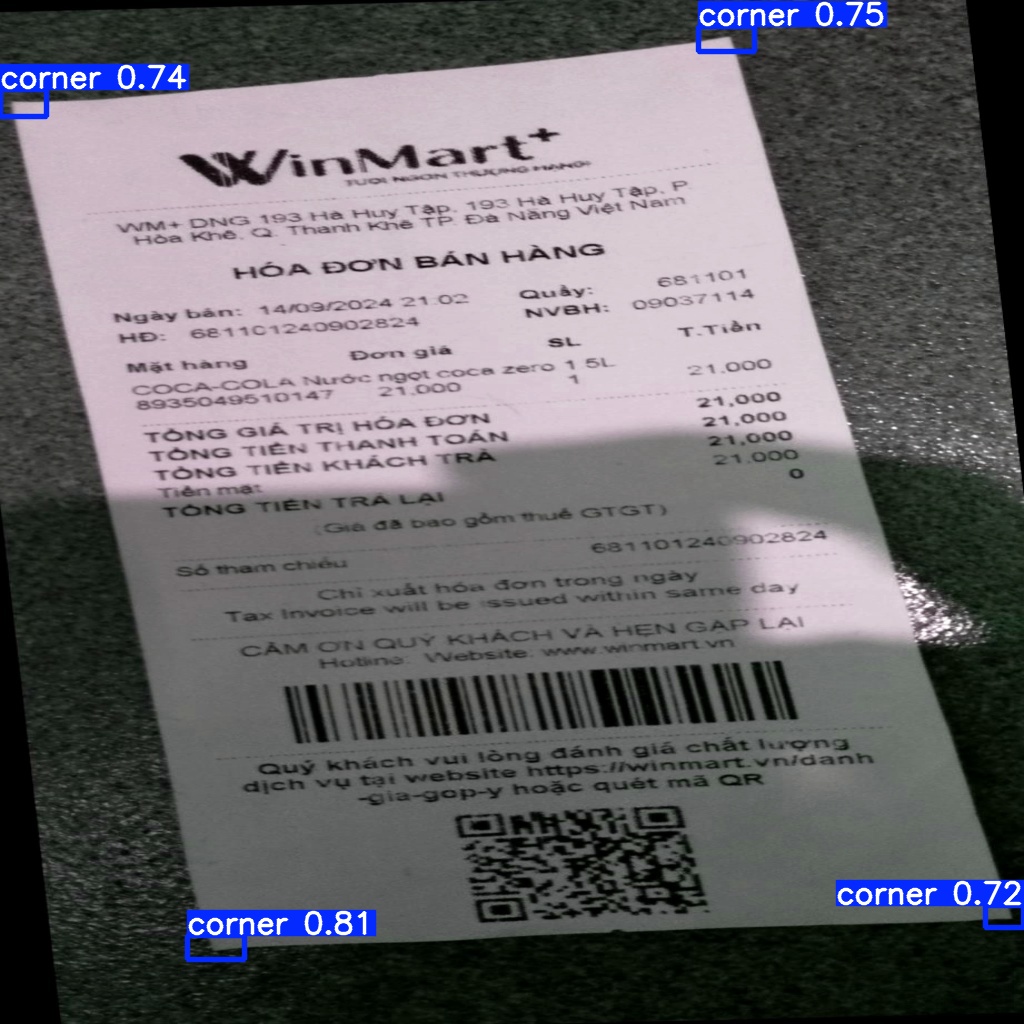 corner 0.75
corner 0.74
WinMart+
TƯƠI NGON THƯỢNG HẠNG
WM+ DNG 193 Hà Huy Tập, 193 Hà Huy Tập, P.
Hòa Khê, Q. Thanh Khê TP. Đà Nẵng Việt Nam
HÓA ĐƠN BÁN HÀNG
Ngày bán: 14/09/2024 21:02 Quầy: 681101
HĐ: 681101240902824 NVBH: 09037114
Mặt hàng Đơn giá SL T.Tiền
COCA-COLA Nước ngọt coca zero 1.5L
8935049510147 21,000 1 21,000
TỔNG GIÁ TRỊ HÓA ĐƠN 21,000
TỔNG TIỀN THANH TOÁN 21,000
TỔNG TIỀN KHÁCH TRẢ 21,000
Tiền mặt 21,000
TỔNG TIỀN TRẢ LẠI 0
(Giá đã bao gồm thuế GTGT)
Số tham chiếu 681101240902824
Chỉ xuất hóa đơn trong ngày
Tax Invoice will be issued within same day
CẢM ƠN QUÝ KHÁCH VÀ HẸN GẶP LẠI
Hotline: Website: www.winmart.vn
Quý khách vui lòng đánh giá chất lượng
dịch vụ tại website https://winmart.vn/danh
-gia-gop-y hoặc quét mã QR
corner 0.72
corner 0.81